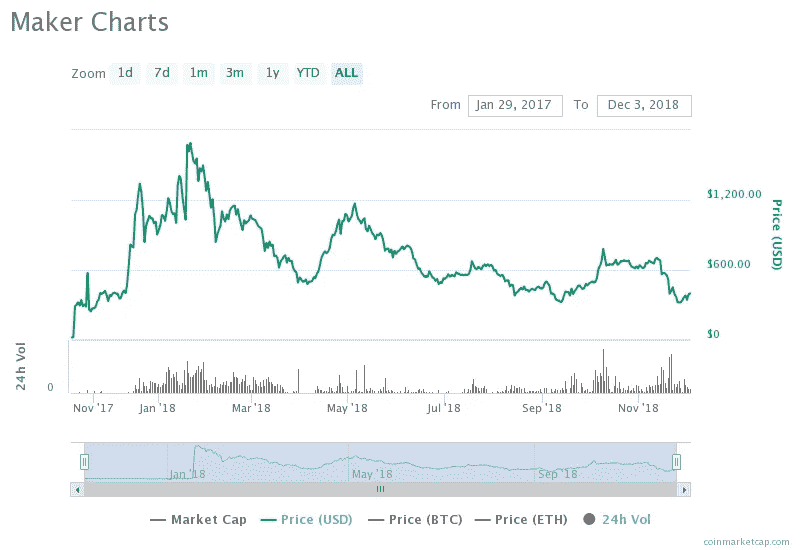 Maker Charts
Zoom 1d 7d 1m 3m 1y YTD ALL
From Jan 29, 2017 To Dec 3, 2018
$1,200.00
$600.00
$0
Price (USD)
24h Vol
0
Nov '17 Jan '18 Mar '18 May '18 Jul '18 Sep '18 Nov '18
Jan '18 May '18 Sep '18
Market Cap Price (USD) Price (BTC) Price (ETH) 24h Vol
coinmarketcap.com